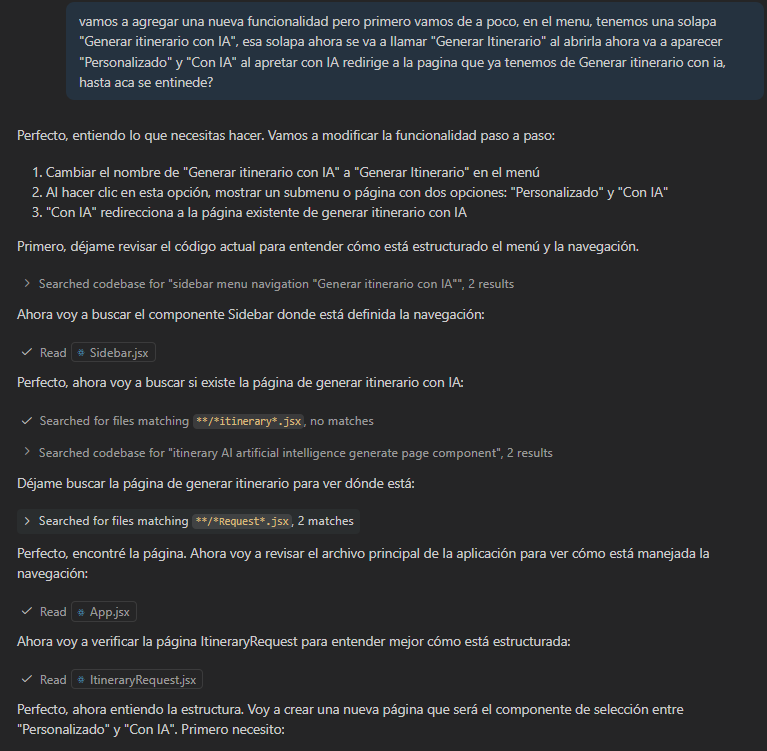 vamos a agregar una nueva funcionalidad pero primero vamos de a poco, en el menu, tenemos una solapa
"Generar itinerario con IA", esa solapa ahora se va a llamar "Generar Itinerario" al abrirla ahora va a aparecer
"Personalizado" y "Con IA" al apretar con IA redirige a la pagina que ya tenemos de Generar itinerario con ia,
hasta aca se entinede?
Perfecto, entiendo lo que necesitas hacer. Vamos a modificar la funcionalidad paso a paso:
1. Cambiar el nombre de "Generar itinerario con IA" a "Generar Itinerario" en el menú
2. Al hacer clic en esta opción, mostrar un submenu o página con dos opciones: "Personalizado" y "Con IA"
3. "Con IA" redirecciona a la página existente de generar itinerario con IA
Primero, déjame revisar el código actual para entender cómo está estructurado el menú y la navegación.
Searched codebase for "sidebar menu navigation "Generar itinerario con IA"", 2 results
Ahora voy a buscar el componente Sidebar donde está definida la navegación:
Read Sidebar.jsx
Perfecto, ahora voy a buscar si existe la página de generar itinerario con IA:
Searched for files matching **/*itinerary*.jsx, no matches
Searched codebase for "itinerary AI artificial intelligence generate page component", 2 results
Déjame buscar la página de generar itinerario para ver dónde está:
Searched for files matching **/*Request*.jsx, 2 matches
Perfecto, encontré la página. Ahora voy a revisar el archivo principal de la aplicación para ver cómo está manejada la
navegación:
Read App.jsx
Ahora voy a verificar la página ItineraryRequest para entender mejor cómo está estructurada:
Read ItineraryRequest.jsx
Perfecto, ahora entiendo la estructura. Voy a crear una nueva página que será el componente de selección entre
"Personalizado" y "Con IA". Primero necesito: